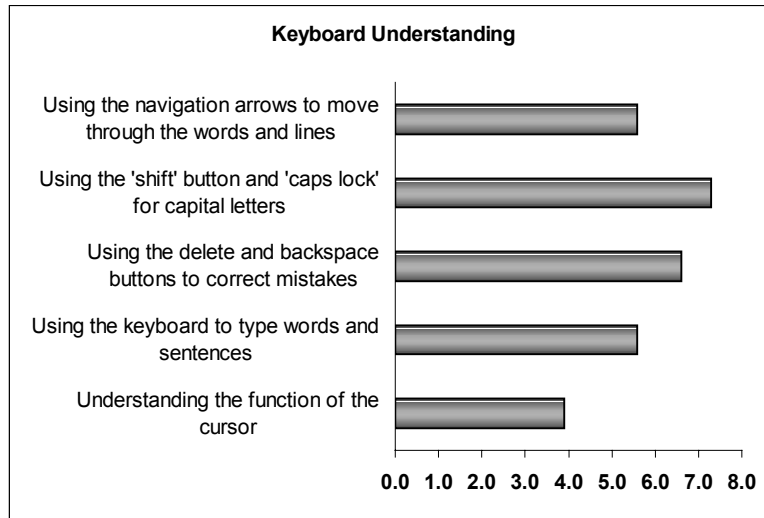 Keyboard Understanding
Using the navigation arrows to move
through the words and lines
Using the 'shift' button and 'caps lock'
for capital letters
Using the delete and backspace
buttons to correct mistakes
Using the keyboard to type words and
sentences
Understanding the function of the
cursor
0.0 1.0 2.0 3.0 4.0 5.0 6.0 7.0 8.0